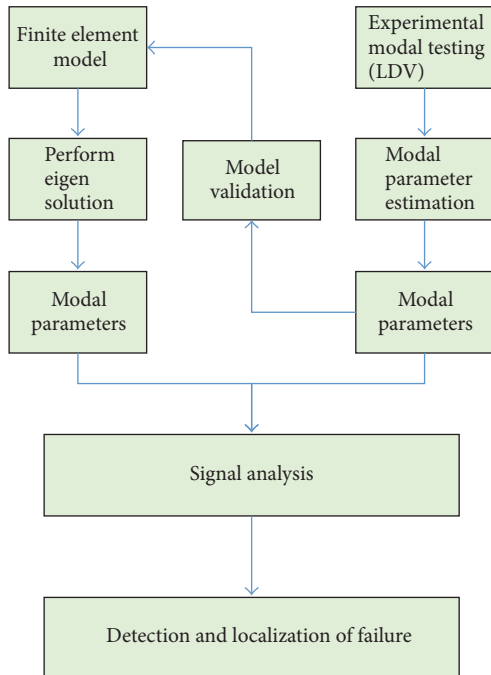 Finite element
model
Experimental
modal testing
(LDV)
Perform
eigen
solution
Model
validation
Modal
parameter
estimation
Modal
parameters
Modal
parameters
Signal analysis
Detection and localization of failure